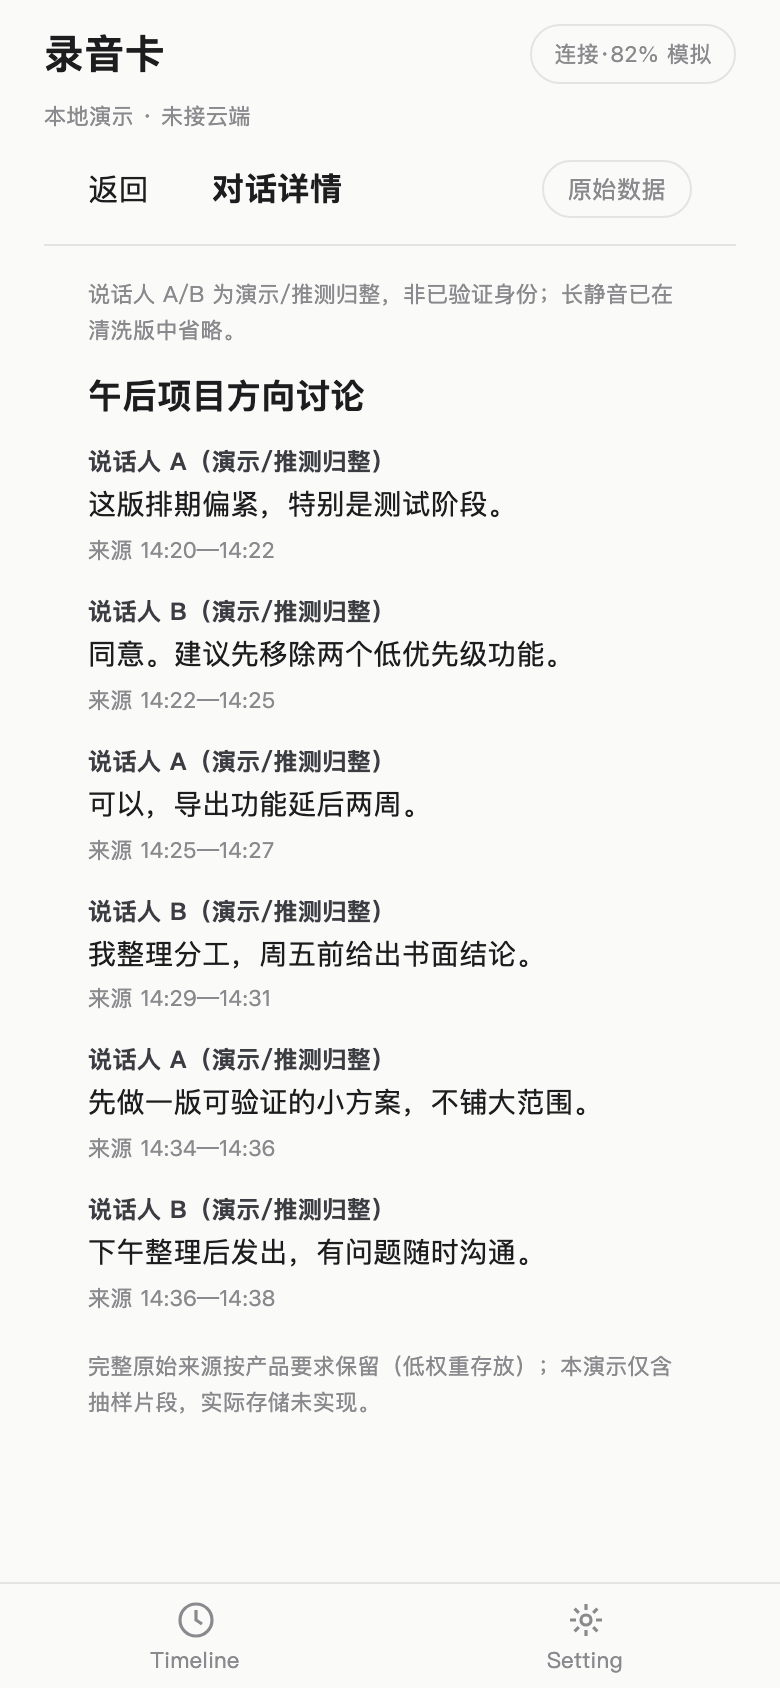 录音卡
连接·82% 模拟
本地演示 · 未接云端
返回
对话详情
原始数据
说话人 A/B 为演示/推测归整，非已验证身份；长静音已在
清洗版中省略。
午后项目方向讨论
说话人 A（演示/推测归整）
这版排期偏紧，特别是测试阶段。
来源 14:20—14:22
说话人 B（演示/推测归整）
同意。建议先移除两个低优先级功能。
来源 14:22—14:25
说话人 A（演示/推测归整）
可以，导出功能延后两周。
来源 14:25—14:27
说话人 B（演示/推测归整）
我整理分工，周五前给出书面结论。
来源 14:29—14:31
说话人 A（演示/推测归整）
先做一版可验证的小方案，不铺大范围。
来源 14:34—14:36
说话人 B（演示/推测归整）
下午整理后发出，有问题随时沟通。
来源 14:36—14:38
完整原始来源按产品要求保留（低权重存放）；本演示仅含
抽样片段，实际存储未实现。
Timeline
Setting